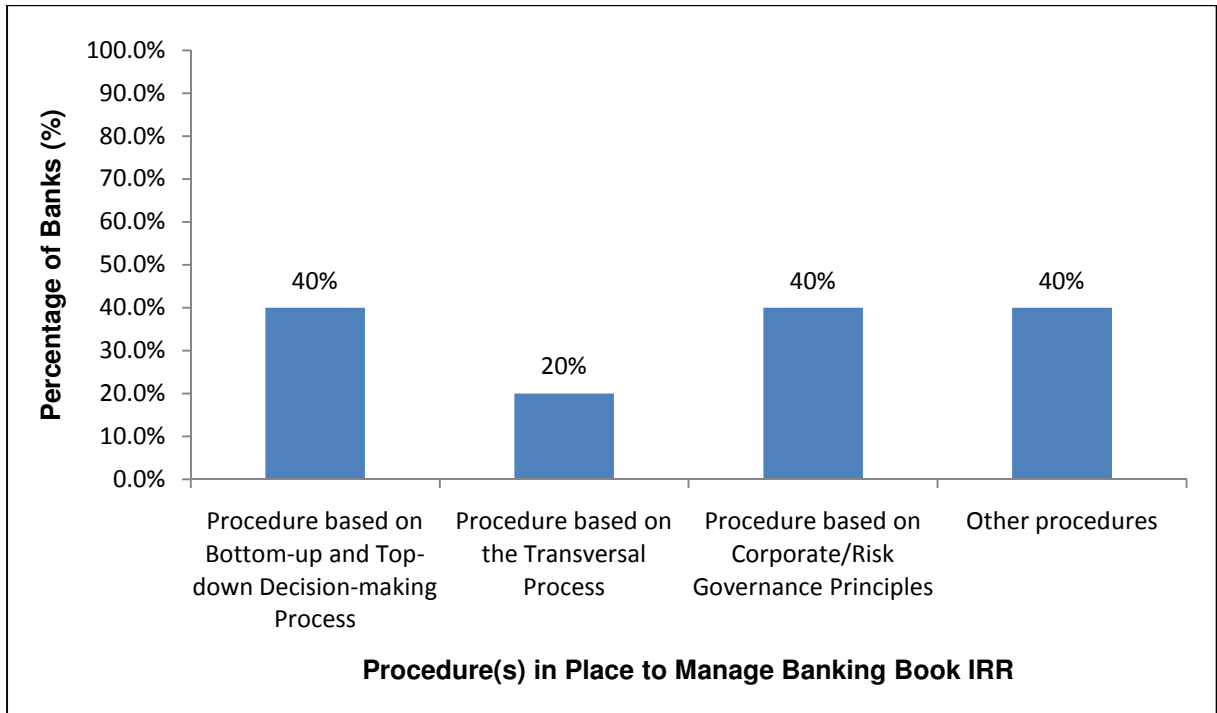 Percentage of Banks (%)
100.0%
90.0%
80.0%
70.0%
60.0%
50.0%
40.0%
30.0%
20.0%
10.0%
0.0%
40%
20%
40%
40%
Procedure based on
Bottom-up and Top-
down Decision-making
Process
Procedure based on
the Transversal
Process
Procedure based on
Corporate/Risk
Governance Principles
Other procedures
Procedure(s) in Place to Manage Banking Book IRR